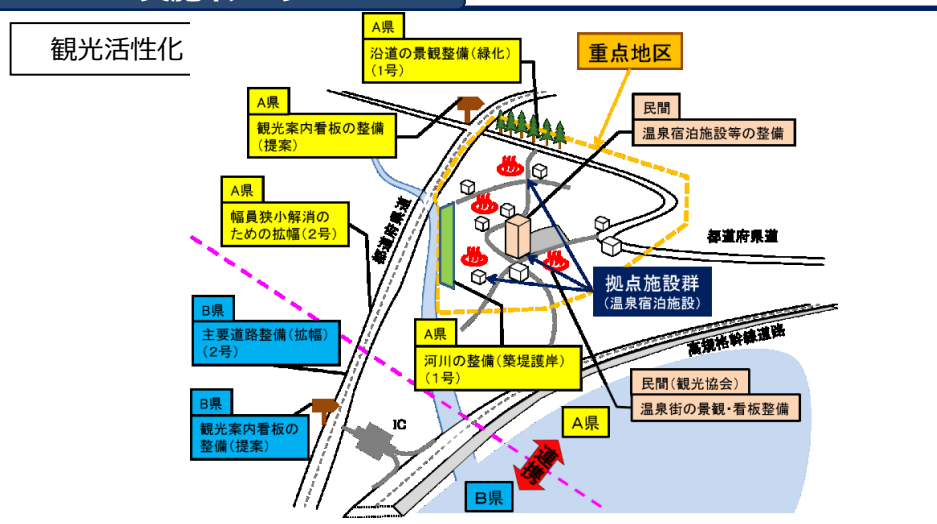 観光活性化
A県
沿道の景観整備(緑化)
(1号)
重点地区
A県
観光案内看板の整備
(提案)
民間
温泉宿泊施設等の整備
A県
幅員狭小解消の
ための拡幅(2号)
都道府県道
都道府県道
拠点施設群
(温泉宿泊施設)
B県
主要道路整備(拡幅)
(2号)
A県
河川の整備(築堤護岸)
(1号)
高規格幹線道路
民間(観光協会)
温泉街の景観・看板整備
B県
観光案内看板の
整備(提案)
IC
A県
連携
B県